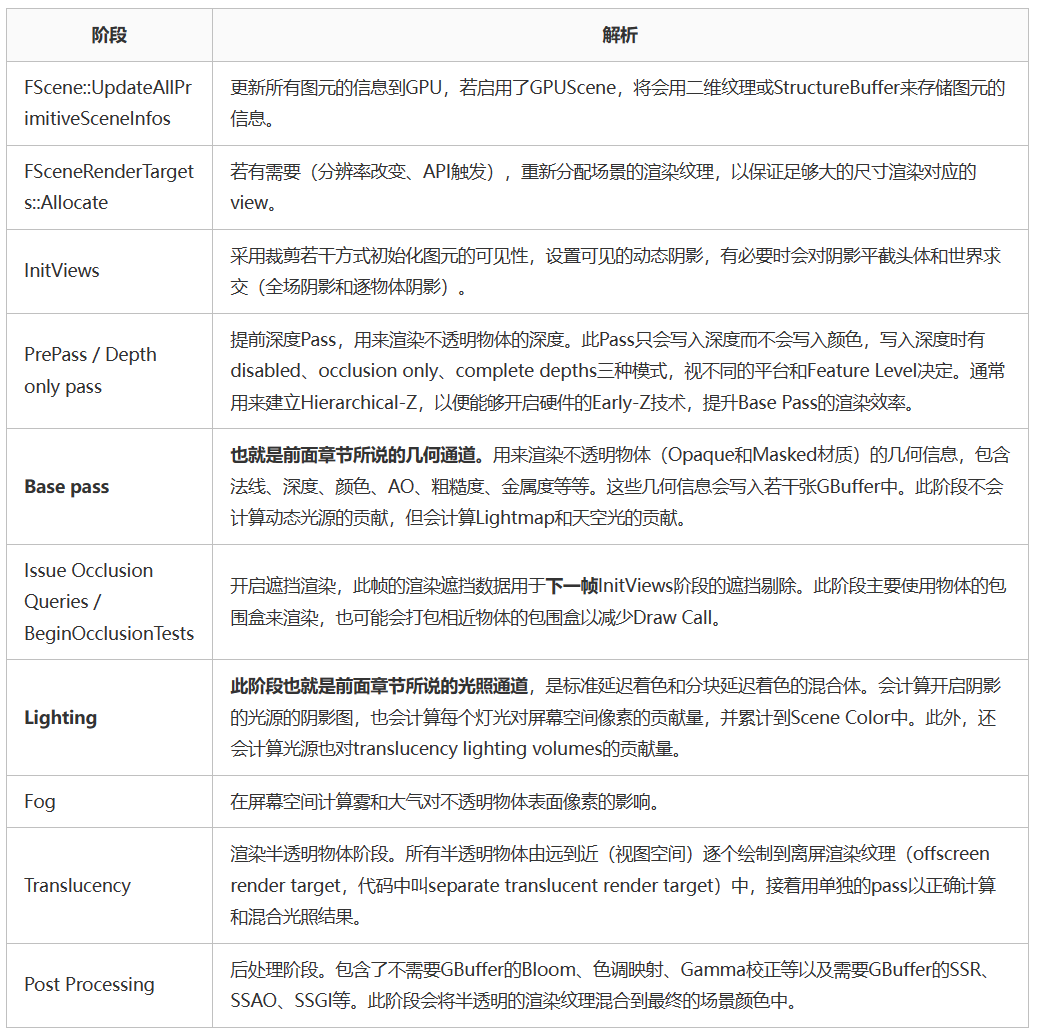 阶段
解析
FScene::UpdateAllPr
imitiveSceneInfos
更新所有图元的信息到GPU，若启用了GPUScene，将会用二维纹理或StructureBuffer来存储图元的
信息。
FSceneRenderTarget
s::Allocate
若有需要（分辨率改变、API触发），重新分配场景的渲染纹理，以保证足够大的尺寸渲染对应的
view。
InitViews
采用裁剪若干方式初始化图元的可见性，设置可见的动态阴影，有必要时会对阴影平截头体和世界求
交（全场阴影和逐物体阴影）。
PrePass / Depth
only pass
提前深度Pass，用来渲染不透明物体的深度。此Pass只会写入深度而不会写入颜色，写入深度时有
disabled、occlusion only、complete depths三种模式，视不同的平台和Feature Level决定。通常
用来建立Hierarchical-Z，以便能够开启硬件的Early-Z技术，提升Base Pass的渲染效率。
Base pass
也就是前面章节所说的几何通道。用来渲染不透明物体（Opaque和Masked材质）的几何信息，包含
法线、深度、颜色、AO、粗糙度、金属度等等。这些几何信息会写入若干张GBuffer中。此阶段不会
计算动态光源的贡献，但会计算Lightmap和天空光的贡献。
Issue Occlusion
Queries /
BeginOcclusionTests
开启遮挡渲染，此帧的渲染遮挡数据用于下一帧InitViews阶段的遮挡剔除。此阶段主要使用物体的包
围盒来渲染，也可能会打包相近物体的包围盒以减少Draw Call。
Lighting
此阶段也就是前面章节所说的光照通道，是标准延迟着色和分块延迟着色的混合体。会计算开启阴影
的光源的阴影图，也会计算每个灯光对屏幕空间像素的贡献量，并累计到Scene Color中。此外，还
会计算光源也对translucency lighting volumes的贡献量。
Fog
在屏幕空间计算雾和大气对不透明物体表面像素的影响。
Translucency
渲染半透明物体阶段。所有半透明物体由远到近（视图空间）逐个绘制到离屏渲染纹理（offscreen
render target，代码中叫separate translucent render target）中，接着用单独的pass以正确计算
和混合光照结果。
Post Processing
后处理阶段。包含了不需要GBuffer的Bloom、色调映射、Gamma校正等以及需要GBuffer的SSR、
SSAO、SSGI等。此阶段会将半透明的渲染纹理混合到最终的场景颜色中。